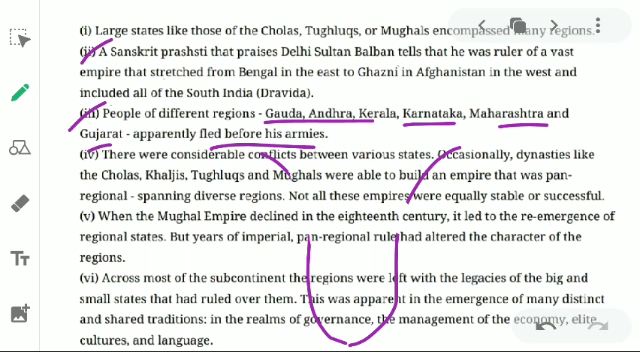 (i) Large states like those of the Cholas, Tughluqs, or Mughals encompassed many regions.
(ii) A Sanskrit prashsti that praises Delhi Sultan Balban tells that he was ruler of a vast
empire that stretched from Bengal in the east to Ghazni in Afghanistan in the west and
included all of the South India (Dravida).
(iii) People of different regions - Gauda, Andhra, Kerala, Karnataka, Maharashtra and
Gujarat - apparently fled before his armies.
(iv) There were considerable conflicts between various states. Occasionally, dynasties like
the Cholas, Khaljis, Tughluqs and Mughals were able to build an empire that was pan-
regional - spanning diverse regions. Not all these empires were equally stable or successful.
(v) When the Mughal Empire declined in the eighteenth century, it led to the re-emergence of
regional states. But years of imperial, pan-regional rule had altered the character of the
regions.
(vi) Across most of the subcontinent the regions were left with the legacies of the big and
small states that had ruled over them. This was apparent in the emergence of many distinct
and shared traditions: in the realms of governance, the management of the economy, elite
cultures, and language.
Tт